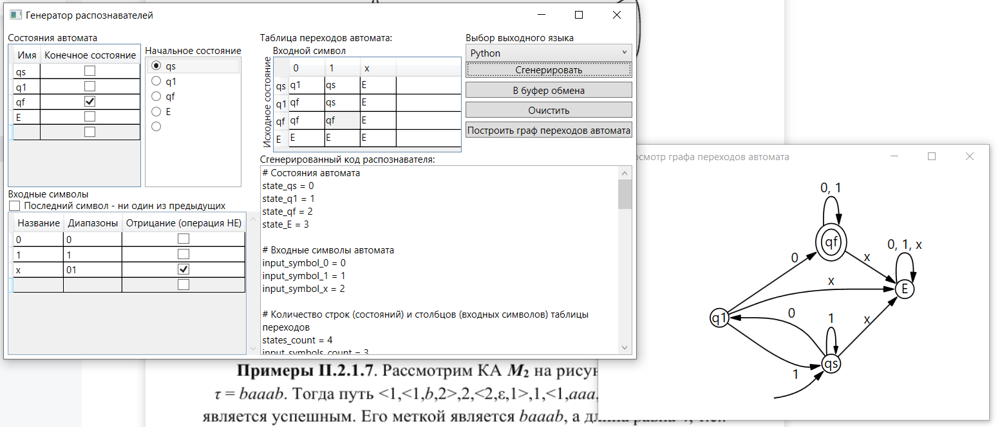 Генератор распознавателей
Состояния автомата
Имя Конечное состояние
qs
q1
qf
E
Начальное состояние
qs
q1
qf
E
Таблица переходов автомата:
Входной символ
Исходное состояние
0 1 x
qs q1 qs E
q1 qf qs E
qf qf qf E
E E E E
Выбор выходного языка
Python
Сгенерировать
В буфер обмена
Очистить
Построить граф переходов автомата
Входные символы
Последний символ - ни один из предыдущих
Название Диапазоны Отрицание (операция НЕ)
0 0
1 1
x 01
Сгенерированный код распознавателя:
# Состояния автомата
state_qs = 0
state_q1 = 1
state_qf = 2
state_E = 3
# Входные символы автомата
input_symbol_0 = 0
input_symbol_1 = 1
input_symbol_x = 2
# Количество строк (состояний) и столбцов (входных символов) таблицы
переходов
states_count = 4
input_symbols_count = 3
смотр графа переходов автомата
0, 1
qf
0, 1, x
0
x
x
E
q1
0
1
x
qs
1
Примеры II.2.1.7. Рассмотрим КА M₂ на рисун
τ = baaab. Тогда путь <1,<1,b,2>,2,<2,ε,1>,1,<1,aaa,
является успешным. Его меткой является baaab, а длина равна